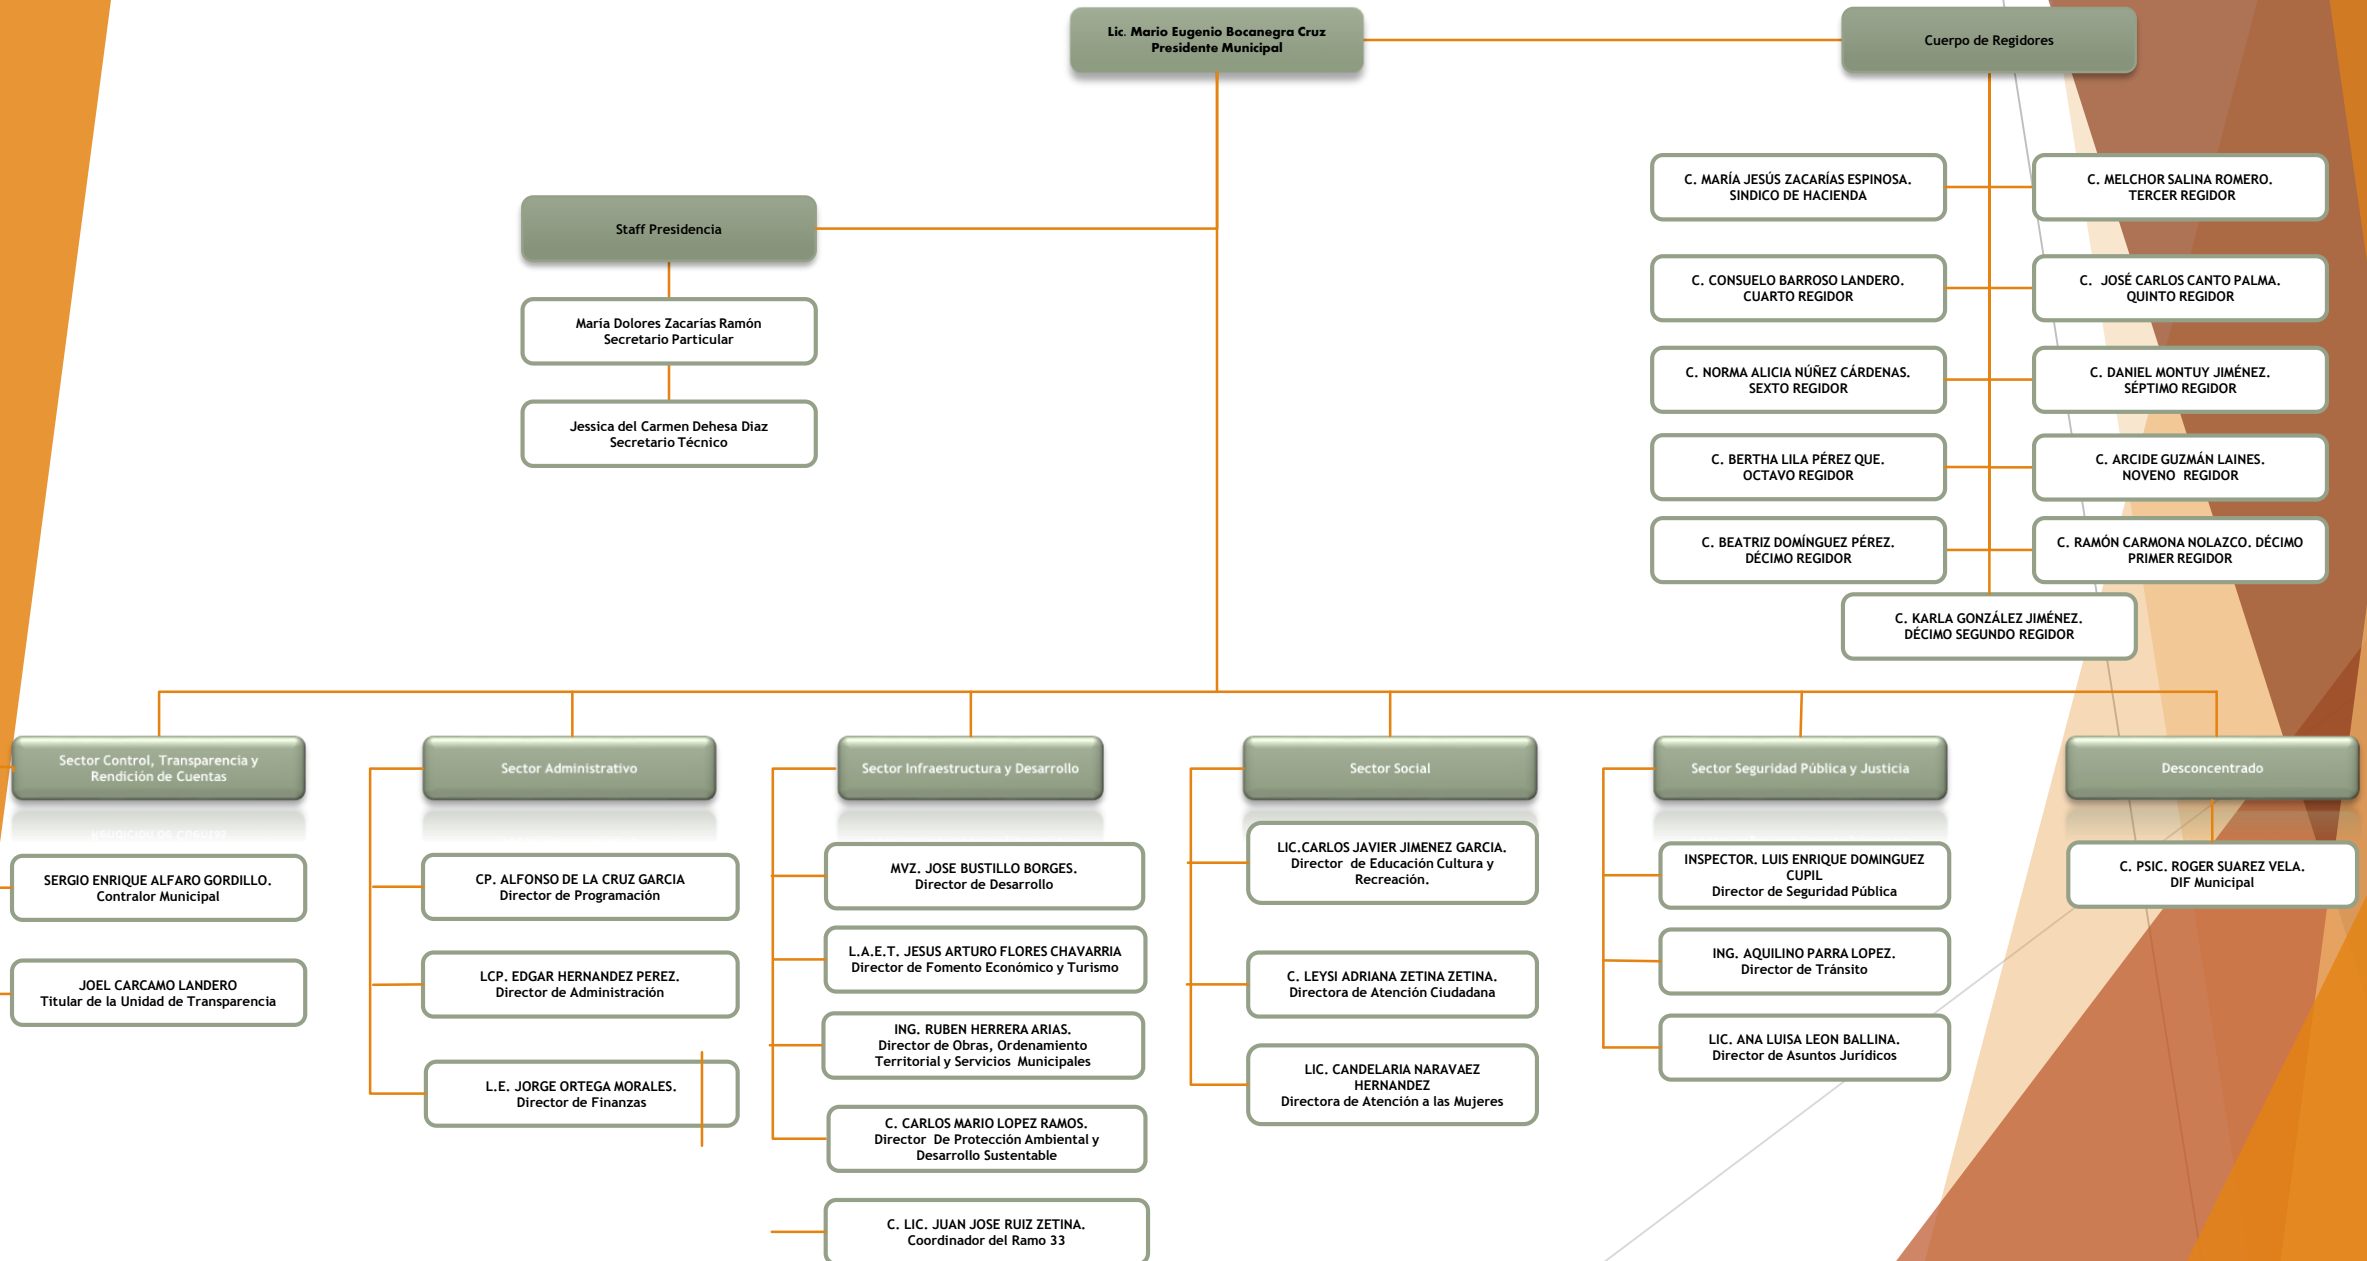 Lic. Mario Eugenio Bocanegra Cruz
Presidente Municipal
Cuerpo de Regidores
C. MARÍA JESÚS ZACARÍAS ESPINOSA.
SINDICO DE HACIENDA
C. MELCHOR SALINA ROMERO.
TERCER REGIDOR
Staff Presidencia
C. CONSUELO BARROSO LANDERO.
CUARTO REGIDOR
C. JOSÉ CARLOS CANTO PALMA.
QUINTO REGIDOR
María Dolores Zacarías Ramón
Secretario Particular
C. NORMA ALICIA NÚÑEZ CÁRDENAS.
SEXTO REGIDOR
C. DANIEL MONTUY JIMÉNEZ.
SÉPTIMO REGIDOR
Jessica del Carmen Dehesa Diaz
Secretario Técnico
C. BERTHA LILA PÉREZ QUE.
OCTAVO REGIDOR
C. ARCIDE GUZMÁN LAINES.
NOVENO REGIDOR
C. BEATRIZ DOMÍNGUEZ PÉREZ.
DÉCIMO REGIDOR
C. RAMÓN CARMONA NOLAZCO. DÉCIMO
PRIMER REGIDOR
C. KARLA GONZÁLEZ JIMÉNEZ.
DÉCIMO SEGUNDO REGIDOR
Sector Control, Transparencia y
Rendición de Cuentas
SERGIO ENRIQUE ALFARO GORDILLO.
Contralor Municipal
JOEL CARCAMO LANDERO
Titular de la Unidad de Transparencia
Sector Administrativo
CP. ALFONSO DE LA CRUZ GARCIA
Director de Programación
LCP. EDGAR HERNANDEZ PEREZ.
Director de Administración
L.E. JORGE ORTEGA MORALES.
Director de Finanzas
Sector Infraestructura y Desarrollo
MVZ. JOSE BUSTILLO BORGES.
Director de Desarrollo
L.A.E.T. JESUS ARTURO FLORES CHAVARRIA
Director de Fomento Económico y Turismo
ING. RUBEN HERRERA ARIAS.
Director de Obras, Ordenamiento
Territorial y Servicios Municipales
C. CARLOS MARIO LOPEZ RAMOS.
Director De Protección Ambiental y
Desarrollo Sustentable
C. LIC. JUAN JOSE RUIZ ZETINA.
Coordinador del Ramo 33
Sector Social
LIC.CARLOS JAVIER JIMENEZ GARCIA.
Director de Educación Cultura y
Recreación.
C. LEYSI ADRIANA ZETINA ZETINA.
Directora de Atención Ciudadana
LIC. CANDELARIA NARAVAEZ
HERNANDEZ
Directora de Atención a las Mujeres
Sector Seguridad Pública y Justicia
INSPECTOR. LUIS ENRIQUE DOMINGUEZ
CUPIL
Director de Seguridad Pública
ING. AQUILINO PARRA LOPEZ.
Director de Tránsito
LIC. ANA LUISA LEON BALLINA.
Director de Asuntos Jurídicos
Desconcentrado
C. PSIC. ROGER SUAREZ VELA.
DIF Municipal